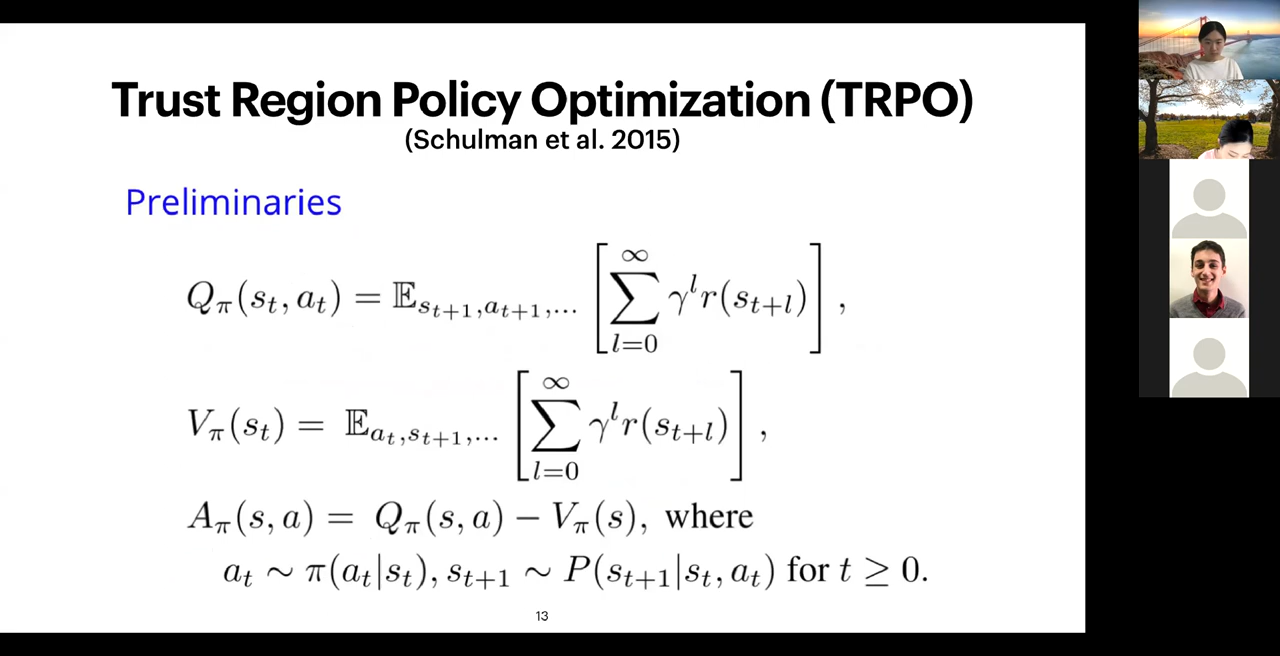 Trust Region Policy Optimization (TRPO)
(Schulman et al. 2015)
Preliminaries
Q_π(s_t, a_t) = 𝔼_{s_{t+1}, a_{t+1}, ...} [∑_{l=0}^{∞} γ^l r(s_{t+l})],
V_π(s_t) = 𝔼_{a_t, s_{t+1}, ...} [∑_{l=0}^{∞} γ^l r(s_{t+l})],
A_π(s, a) = Q_π(s, a) − V_π(s), where
a_t ∼ π(a_t|s_t), s_{t+1} ∼ P(s_{t+1}|s_t, a_t) for t ≥ 0.
13